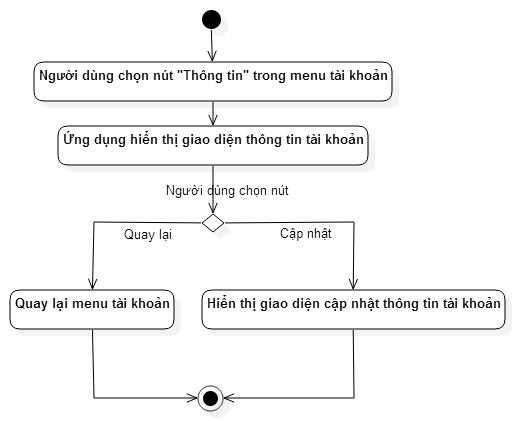 Người dùng chọn nút "Thông tin" trong menu tài khoản
Ứng dụng hiển thị giao diện thông tin tài khoản
Người dùng chọn nút
Quay lại
Cập nhật
Quay lại menu tài khoản
Hiển thị giao diện cập nhật thông tin tài khoản